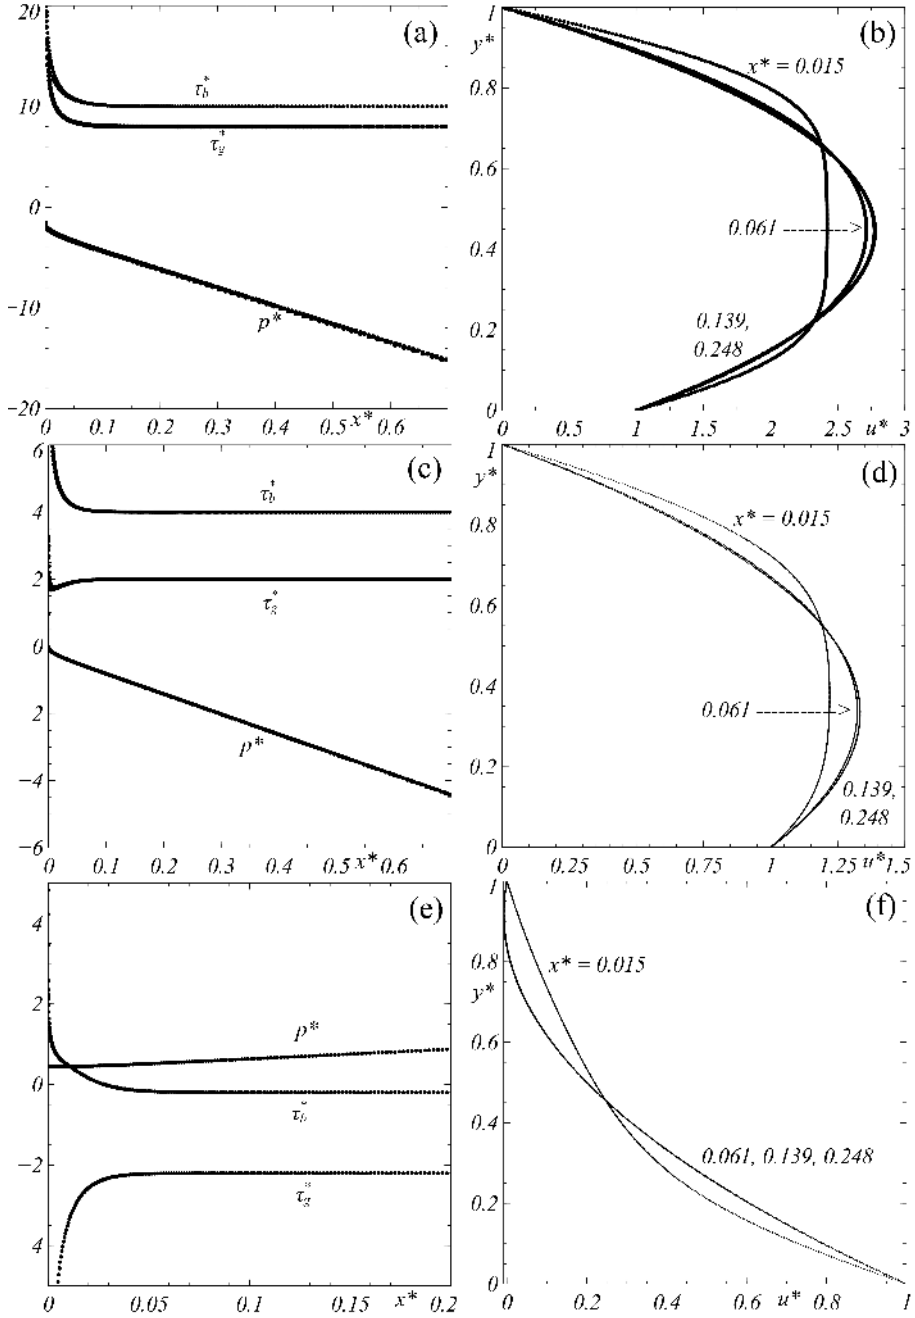 20
10
0
−10
−20
(a)
τ*b
τ*g
p*
0 0.1 0.2 0.3 0.4 0.5 x* 0.6
1
y*
0.8
0.6
0.4
0.2
0
(b)
x* = 0.015
0.061
0.139,
0.248
0 0.5 1 1.5 2 2.5 u* 3
6
4
2
0
2
−4
−6
(c)
τ*b
τ*g
p*
0 0.1 0.2 0.3 0.4 0.5 x* 0.6
1
y*
0.8
0.6
0.4
0.2
0
(d)
x* = 0.015
0.061
0.139,
0.248
0 0.25 0.5 0.75 1 1.25 u* 1.5
4
2
0
−2
4
(e)
p*
τ*b
τ*g
0 0.05 0.1 0.15 x* 0.2
1
0.8
y*
0.6
0.4
0.2
0
(f)
x* = 0.015
0.061, 0.139, 0.248
0 0.2 0.4 0.6 u* 0.8 1